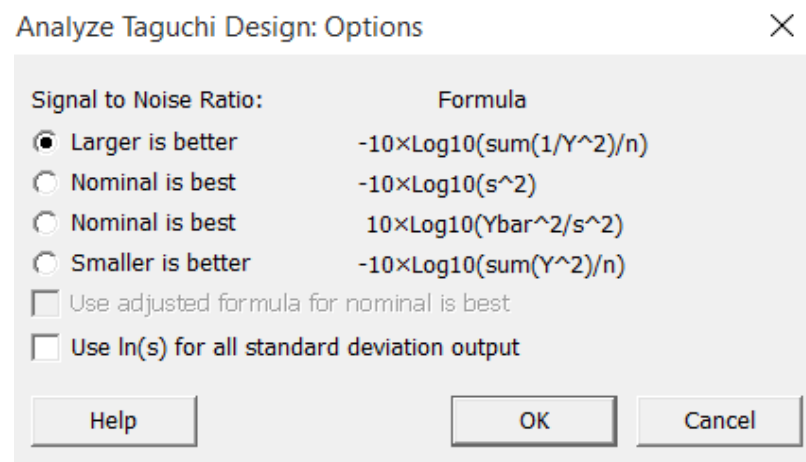 Analyze Taguchi Design: Options
Signal to Noise Ratio: Formula
Larger is better -10×Log10(sum(1/Y^2)/n)
Nominal is best -10×Log10(s^2)
Nominal is best 10×Log10(Ybar^2/s^2)
Smaller is better -10×Log10(sum(Y^2)/n)
Use adjusted formula for nominal is best
Use ln(s) for all standard deviation output
Help OK Cancel